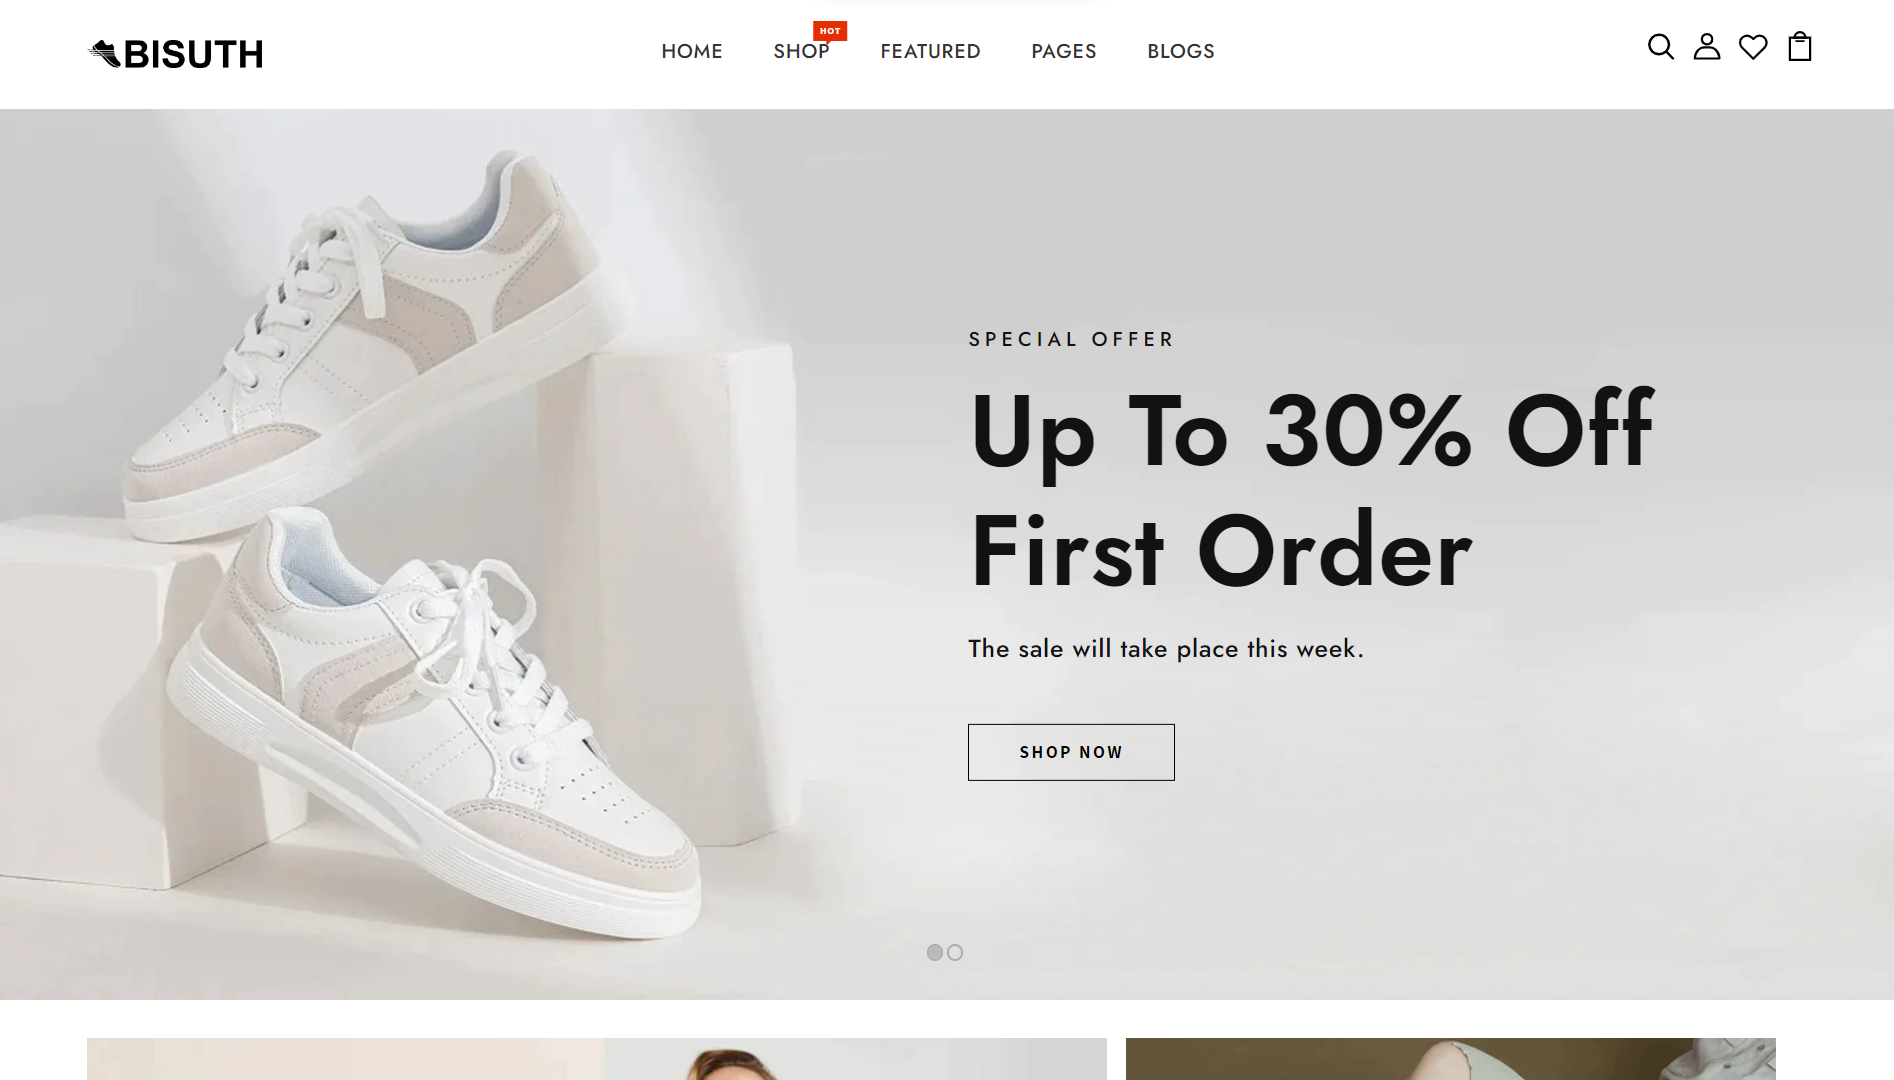 BISUTH
HOME
SHOP
HOT
FEATURED
PAGES
BLOGS
SPECIAL OFFER
Up To 30% Off
First Order
The sale will take place this week.
SHOP NOW